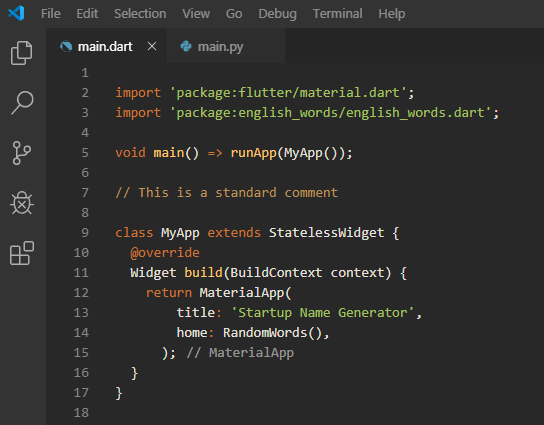 File Edit Selection View Go Debug Terminal Help
main.dart main.py
1
2 import 'package:flutter/material.dart';
3 import 'package:english_words/english_words.dart';
4
5 void main() => runApp(MyApp());
6
7 // This is a standard comment
8
9 class MyApp extends StatelessWidget {
10   @override
11   Widget build(BuildContext context) {
12     return MaterialApp(
13         title: 'Startup Name Generator',
14         home: RandomWords(),
15       ); // MaterialApp
16   }
17 }
18